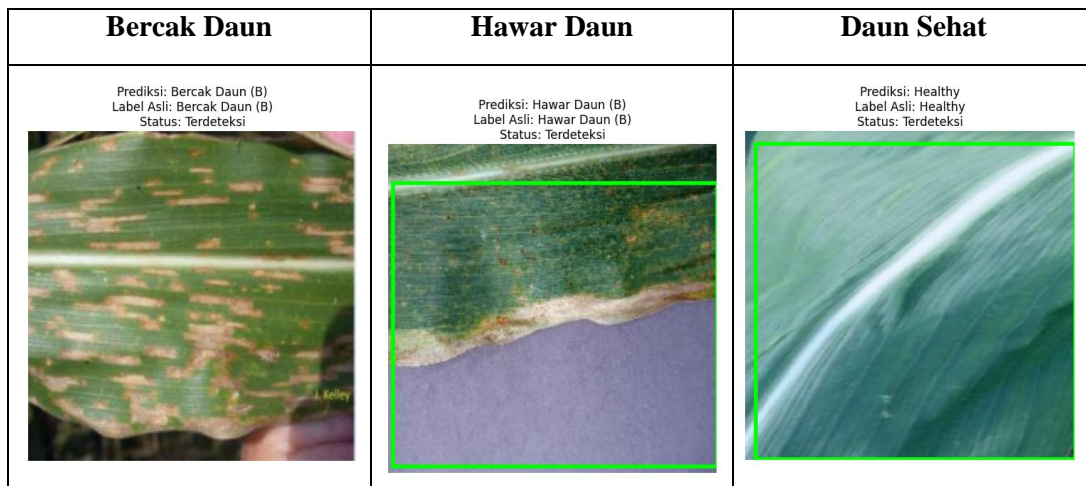 Bercak Daun
Hawar Daun
Daun Sehat
Prediksi: Bercak Daun (B)
Label Asli: Bercak Daun (B)
Status: Terdeteksi
J. Kelley
Prediksi: Hawar Daun (B)
Label Asli: Hawar Daun (B)
Status: Terdeteksi
Prediksi: Healthy
Label Asli: Healthy
Status: Terdeteksi